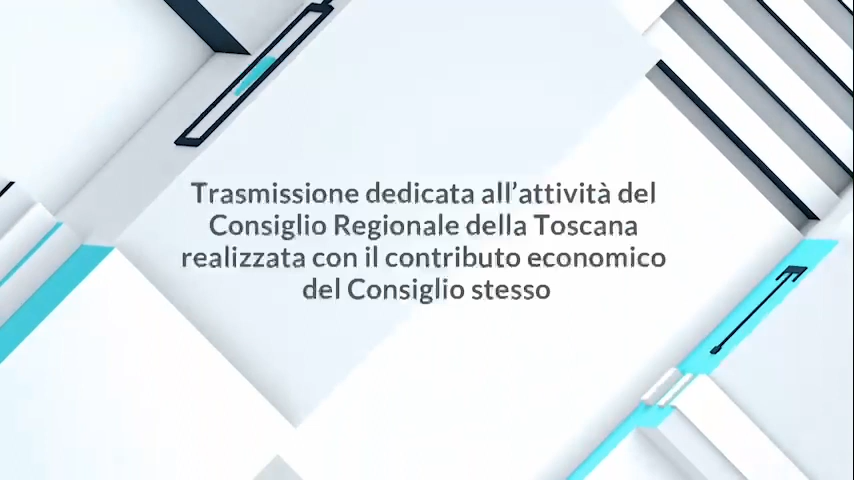 Trasmissione dedicata all’attività del
Consiglio Regionale della Toscana
realizzata con il contributo economico
del Consiglio stesso